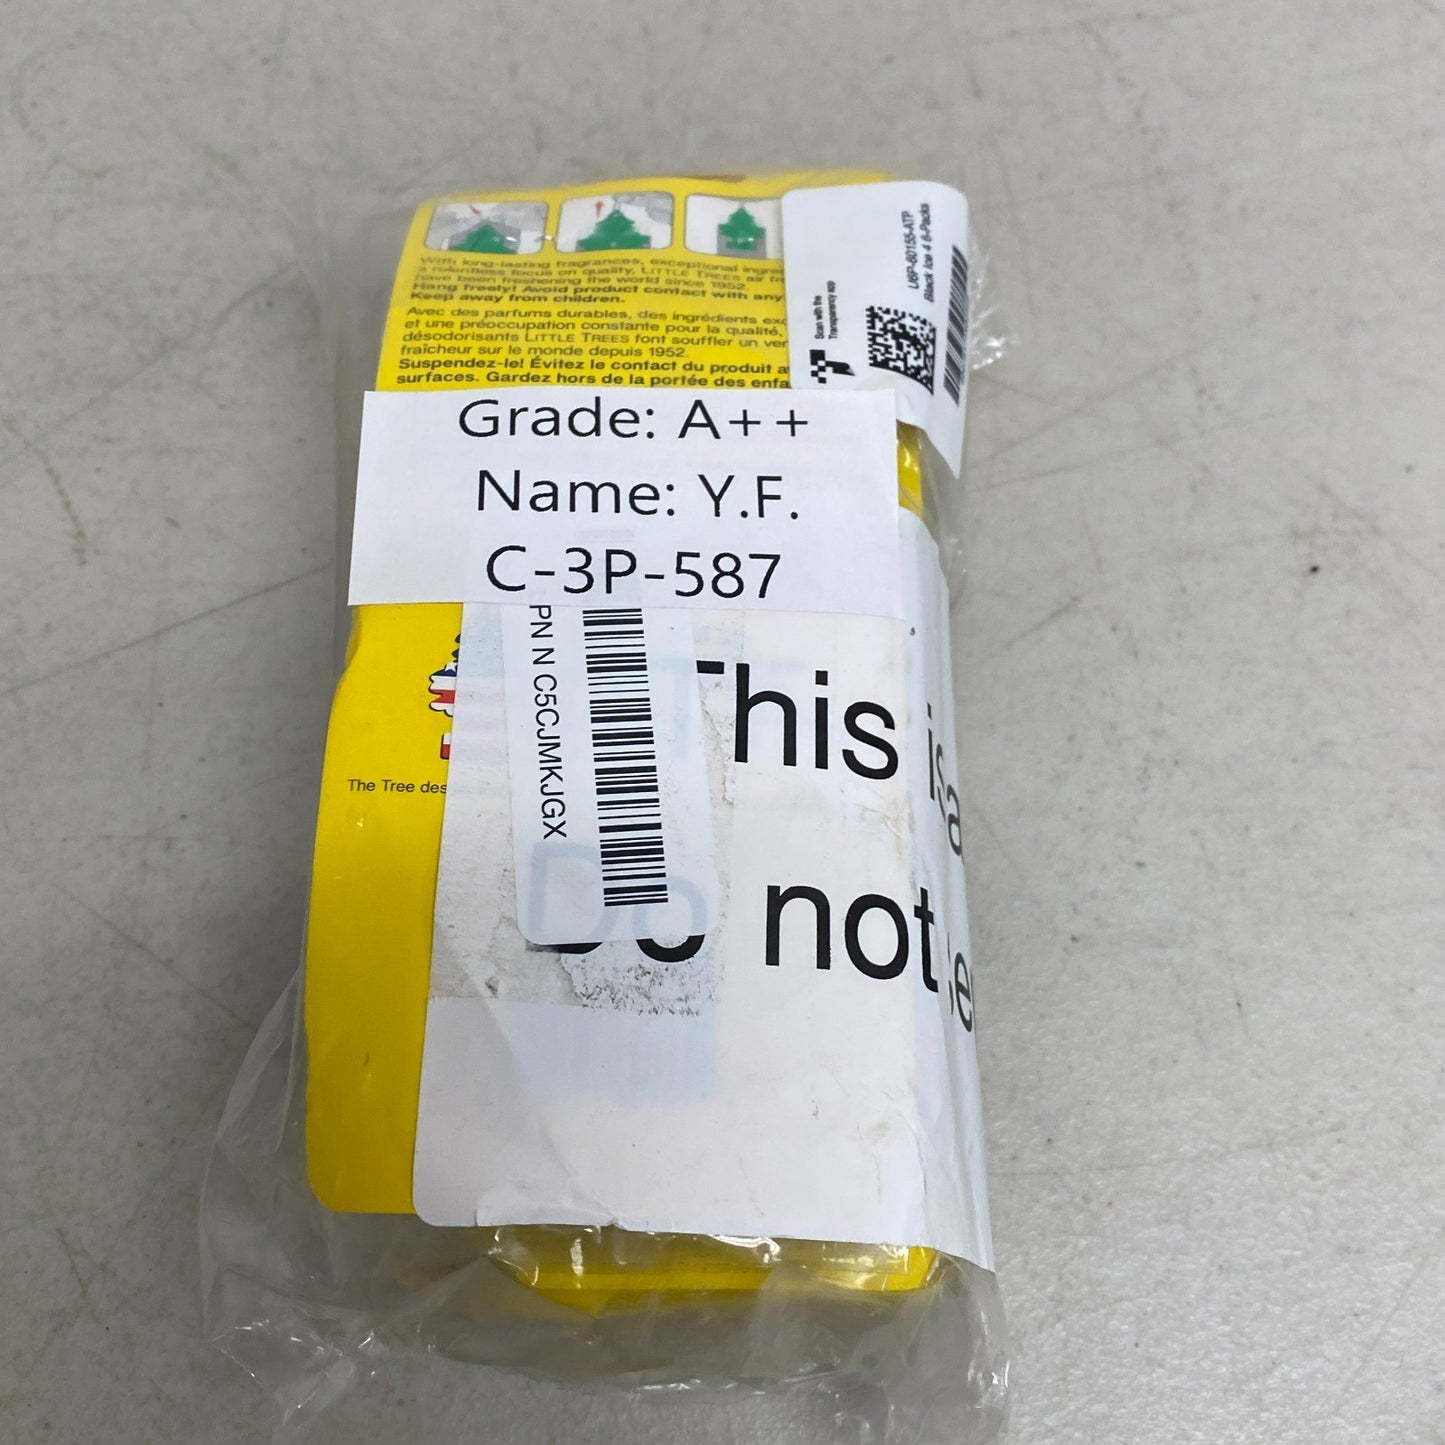 With long-lasting fragrances, exceptional ingre
a relentless focus on quality, LITTLE TREES air fr
have been freshening the world since 1952.
Hang freely! Avoid product contact with any
Keep away from children.
Avec des parfums durables, des ingrédients exc
et une préoccupation constante pour la qualité,
désodorisants LITTLE TREES font souffler un ver
fraîcheur sur le monde depuis 1952.
Suspendez-le! Évitez le contact du produit a
surfaces. Gardez hors de la portée des enfa
Scan with the
Transparency app
U6P-60155-ATP
Black Ice 4 6-Packs
Grade: A++
Name: Y.F.
C-3P-587
PN N C5CJMKJGX
The Tree des
This is a
Do not se